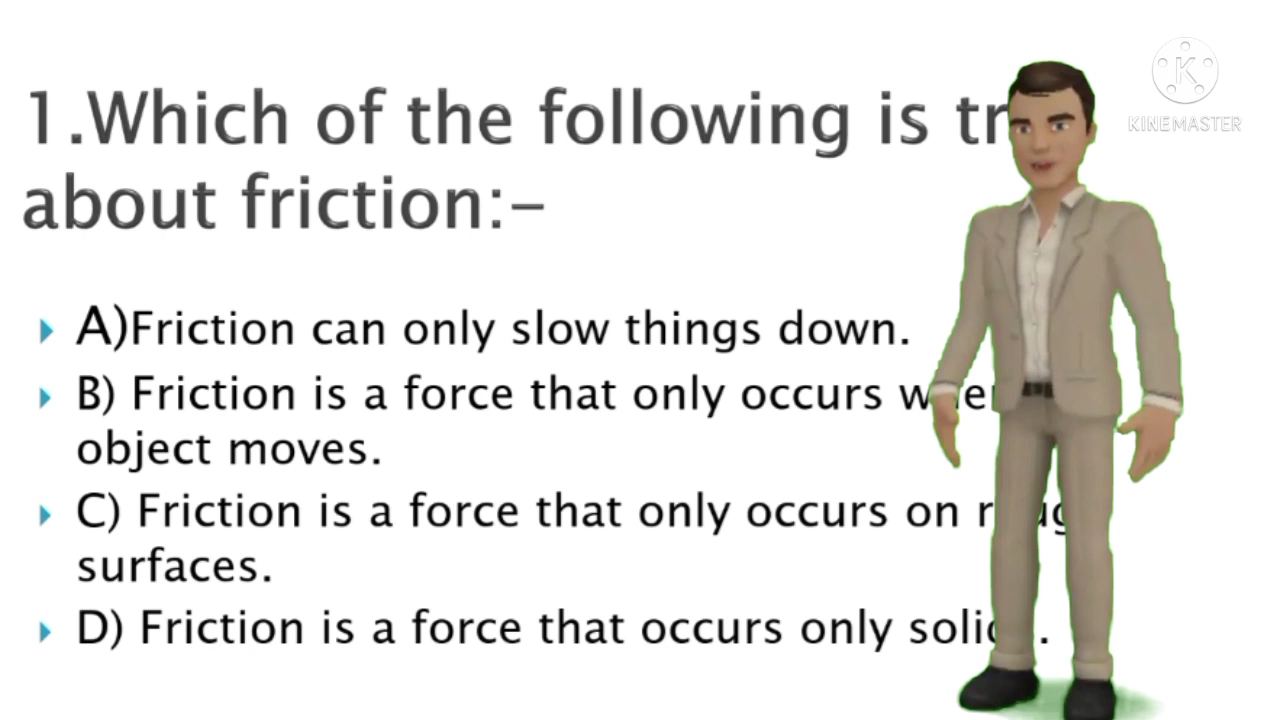 1.Which of the following is tr
about friction:-
A)Friction can only slow things down.
B) Friction is a force that only occurs
object moves.
C) Friction is a force that only occurs on
surfaces.
D) Friction is a force that occurs only
KINEMASTER